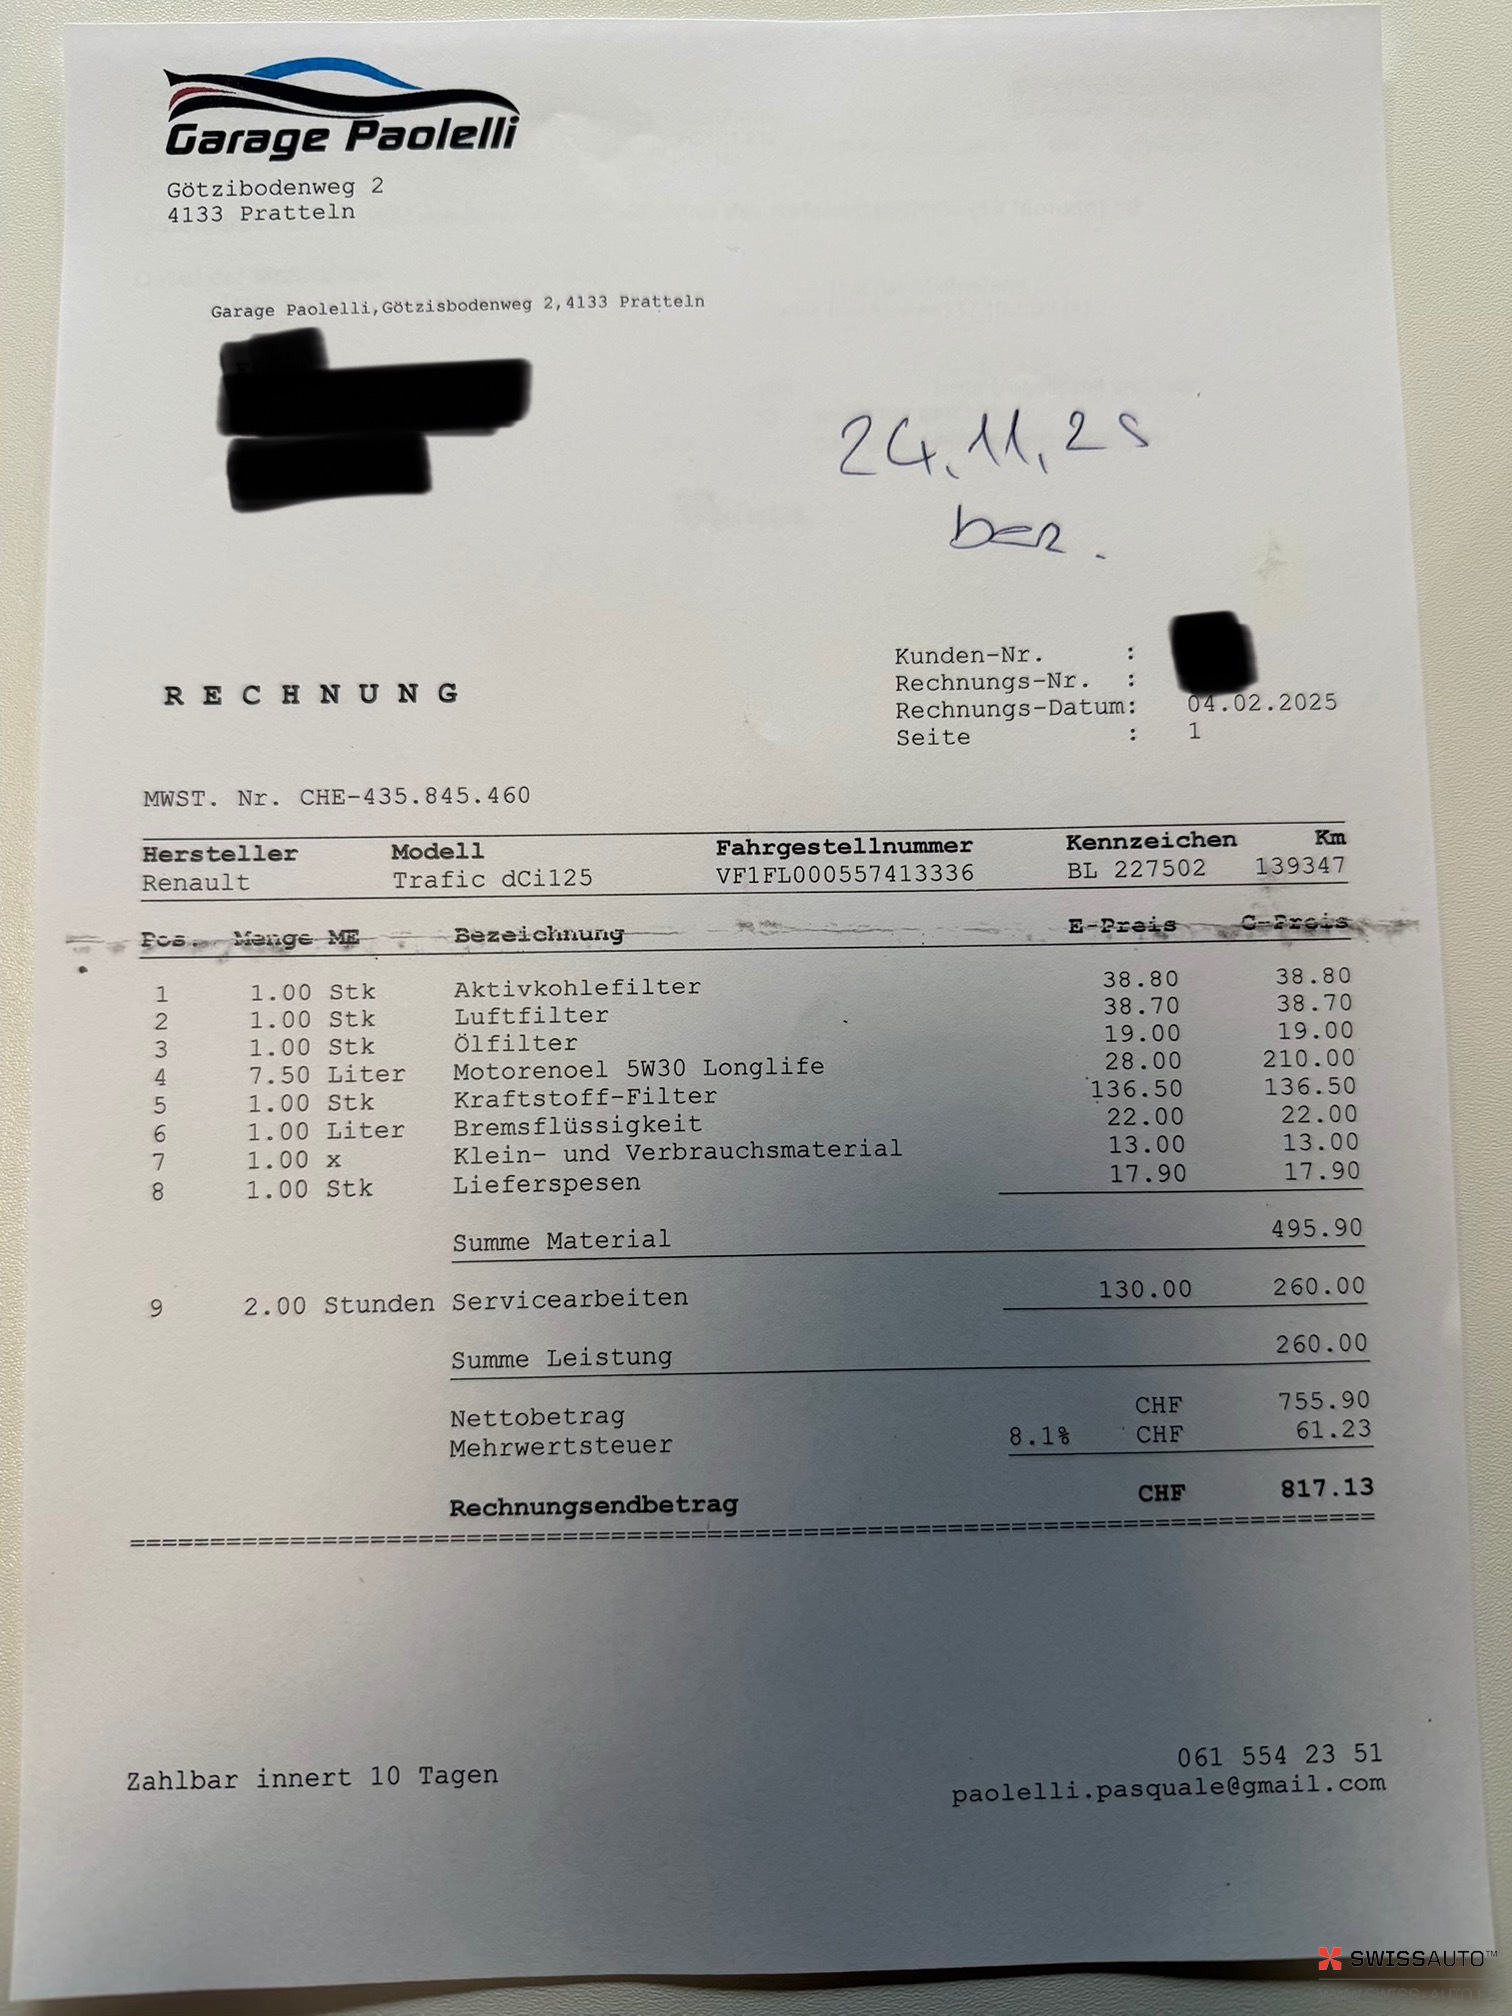 Garage Paolelli
Götzibodenweg 2
4133 Pratteln
Garage Paolelli, Götzisbodenweg 2, 4133 Pratteln
24.11.25
bez.
Kunden-Nr. :
Rechnungs-Nr. :
RECHNUNG
Rechnungs-Datum: 04.02.2025
Seite : 1
MWST. Nr. CHE-435.845.460
Hersteller Modell Fahrgestellnummer Kennzeichen Km
Renault Trafic dCi125 VF1FL000557413336 BL 227502 139347
Pos. Menge ME Bezeichnung E-Preis G-Preis
1 1.00 Stk Aktivkohlefilter 38.80 38.80
2 1.00 Stk Luftfilter 38.70 38.70
3 1.00 Stk Ölfilter 19.00 19.00
4 7.50 Liter Motorenoel 5W30 Longlife 28.00 210.00
5 1.00 Stk Kraftstoff-Filter 136.50 136.50
6 1.00 Liter Bremsflüssigkeit 22.00 22.00
7 1.00 x Klein- und Verbrauchsmaterial 13.00 13.00
8 1.00 Stk Lieferspesen 17.90 17.90
Summe Material 495.90
9 2.00 Stunden Servicearbeiten 130.00 260.00
Summe Leistung 260.00
Nettobetrag CHF 755.90
Mehrwertsteuer 8.1% CHF 61.23
Rechnungsendbetrag CHF 817.13
Zahlbar innert 10 Tagen
061 554 23 51
paolelli.pasquale@gmail.com
SWISSAUTO™